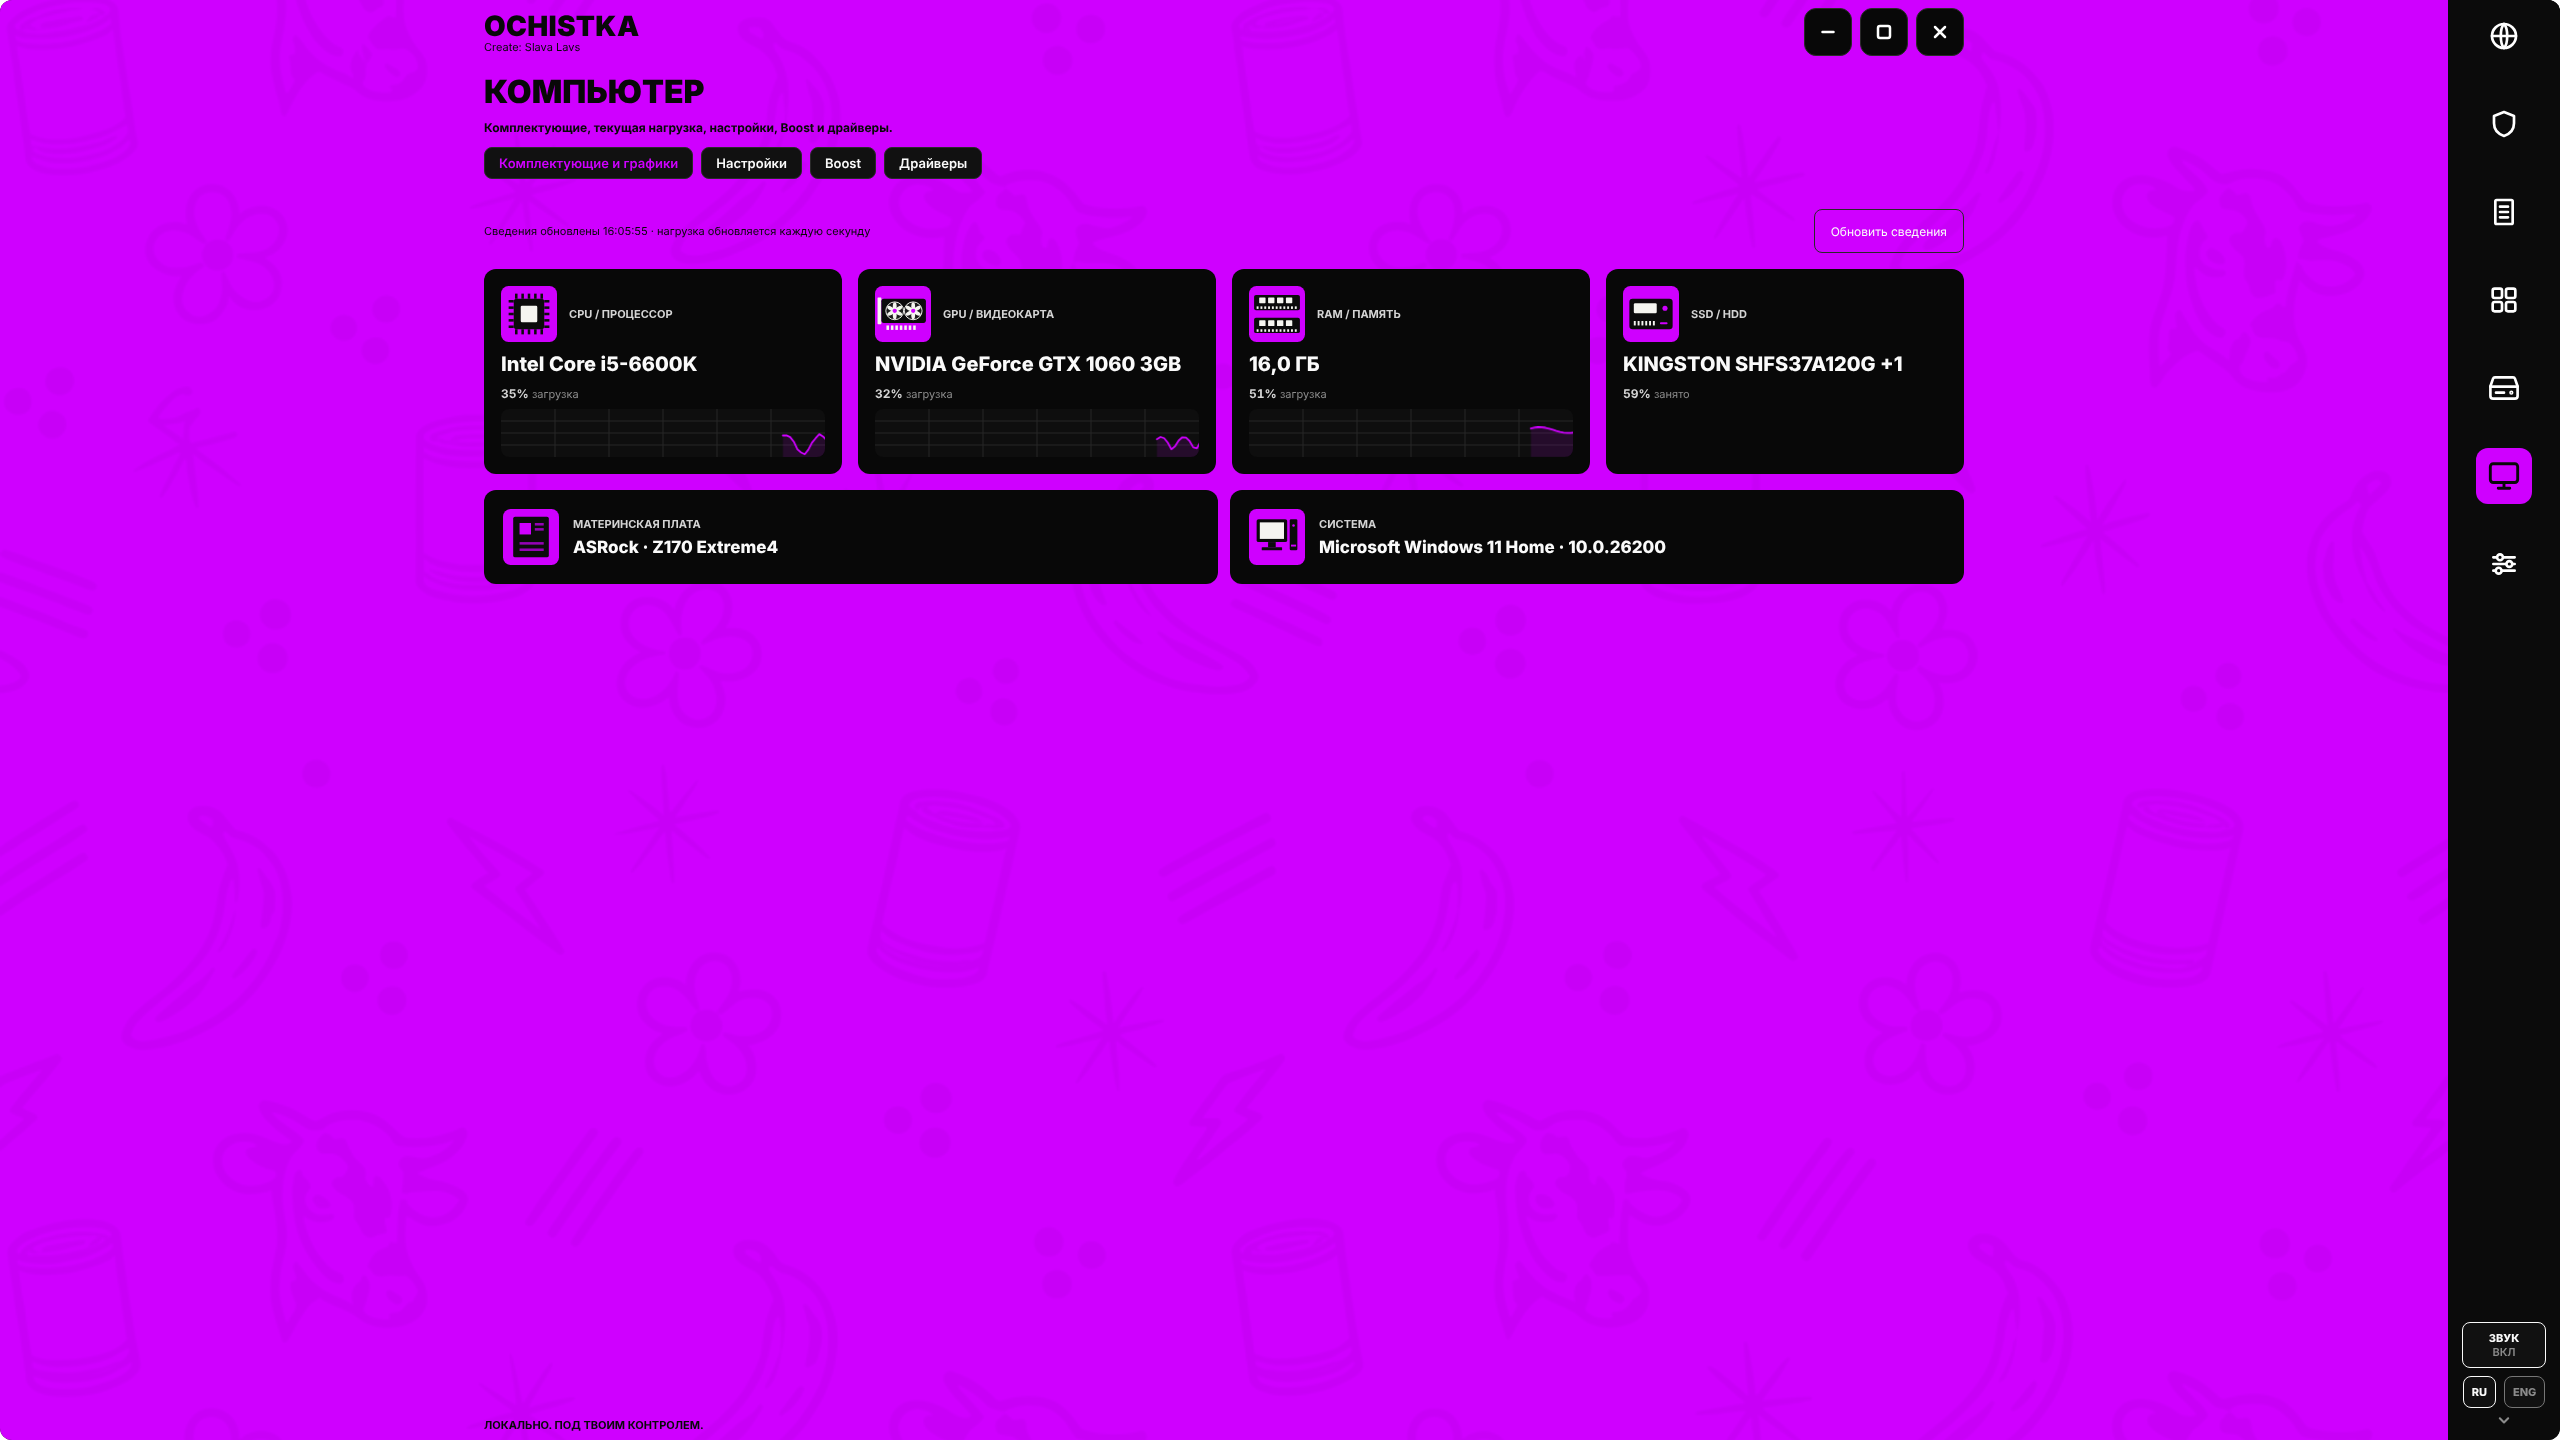 OCHISTKA
Create: Slava Lavs
КОМПЬЮТЕР
Комплектующие, текущая нагрузка, настройки, Boost и драйверы.
Комплектующие и графики
Настройки
Boost
Драйверы
Сведения обновлены 16:05:55 · нагрузка обновляется каждую секунду
Обновить сведения
CPU / ПРОЦЕССОР
Intel Core i5-6600K
35% загрузка
GPU / ВИДЕОКАРТА
NVIDIA GeForce GTX 1060 3GB
32% загрузка
RAM / ПАМЯТЬ
16,0 ГБ
51% загрузка
SSD / HDD
KINGSTON SHFS37A120G +1
59% занято
МАТЕРИНСКАЯ ПЛАТА
ASRock · Z170 Extreme4
СИСТЕМА
Microsoft Windows 11 Home · 10.0.26200
ЗВУК
ВКЛ
RU
ENG
ЛОКАЛЬНО. ПОД ТВОИМ КОНТРОЛЕМ.